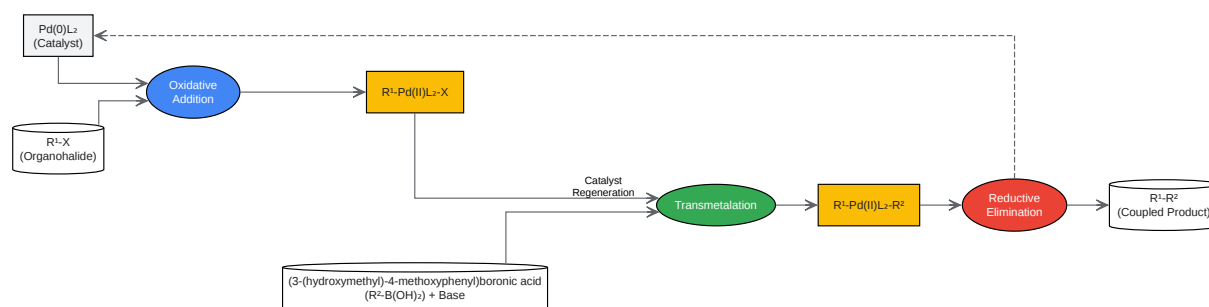 Pd(0)L₂
(Catalyst)
Oxidative
Addition
R¹-Pd(II)L₂-X
R¹-X
(Organohalide)
Catalyst
Regeneration
Transmetalation
R¹-Pd(II)L₂-R²
Reductive
Elimination
R¹-R²
(Coupled Product)
(3-(hydroxymethyl)-4-methoxyphenyl)boronic acid
(R²-B(OH)₂) + Base